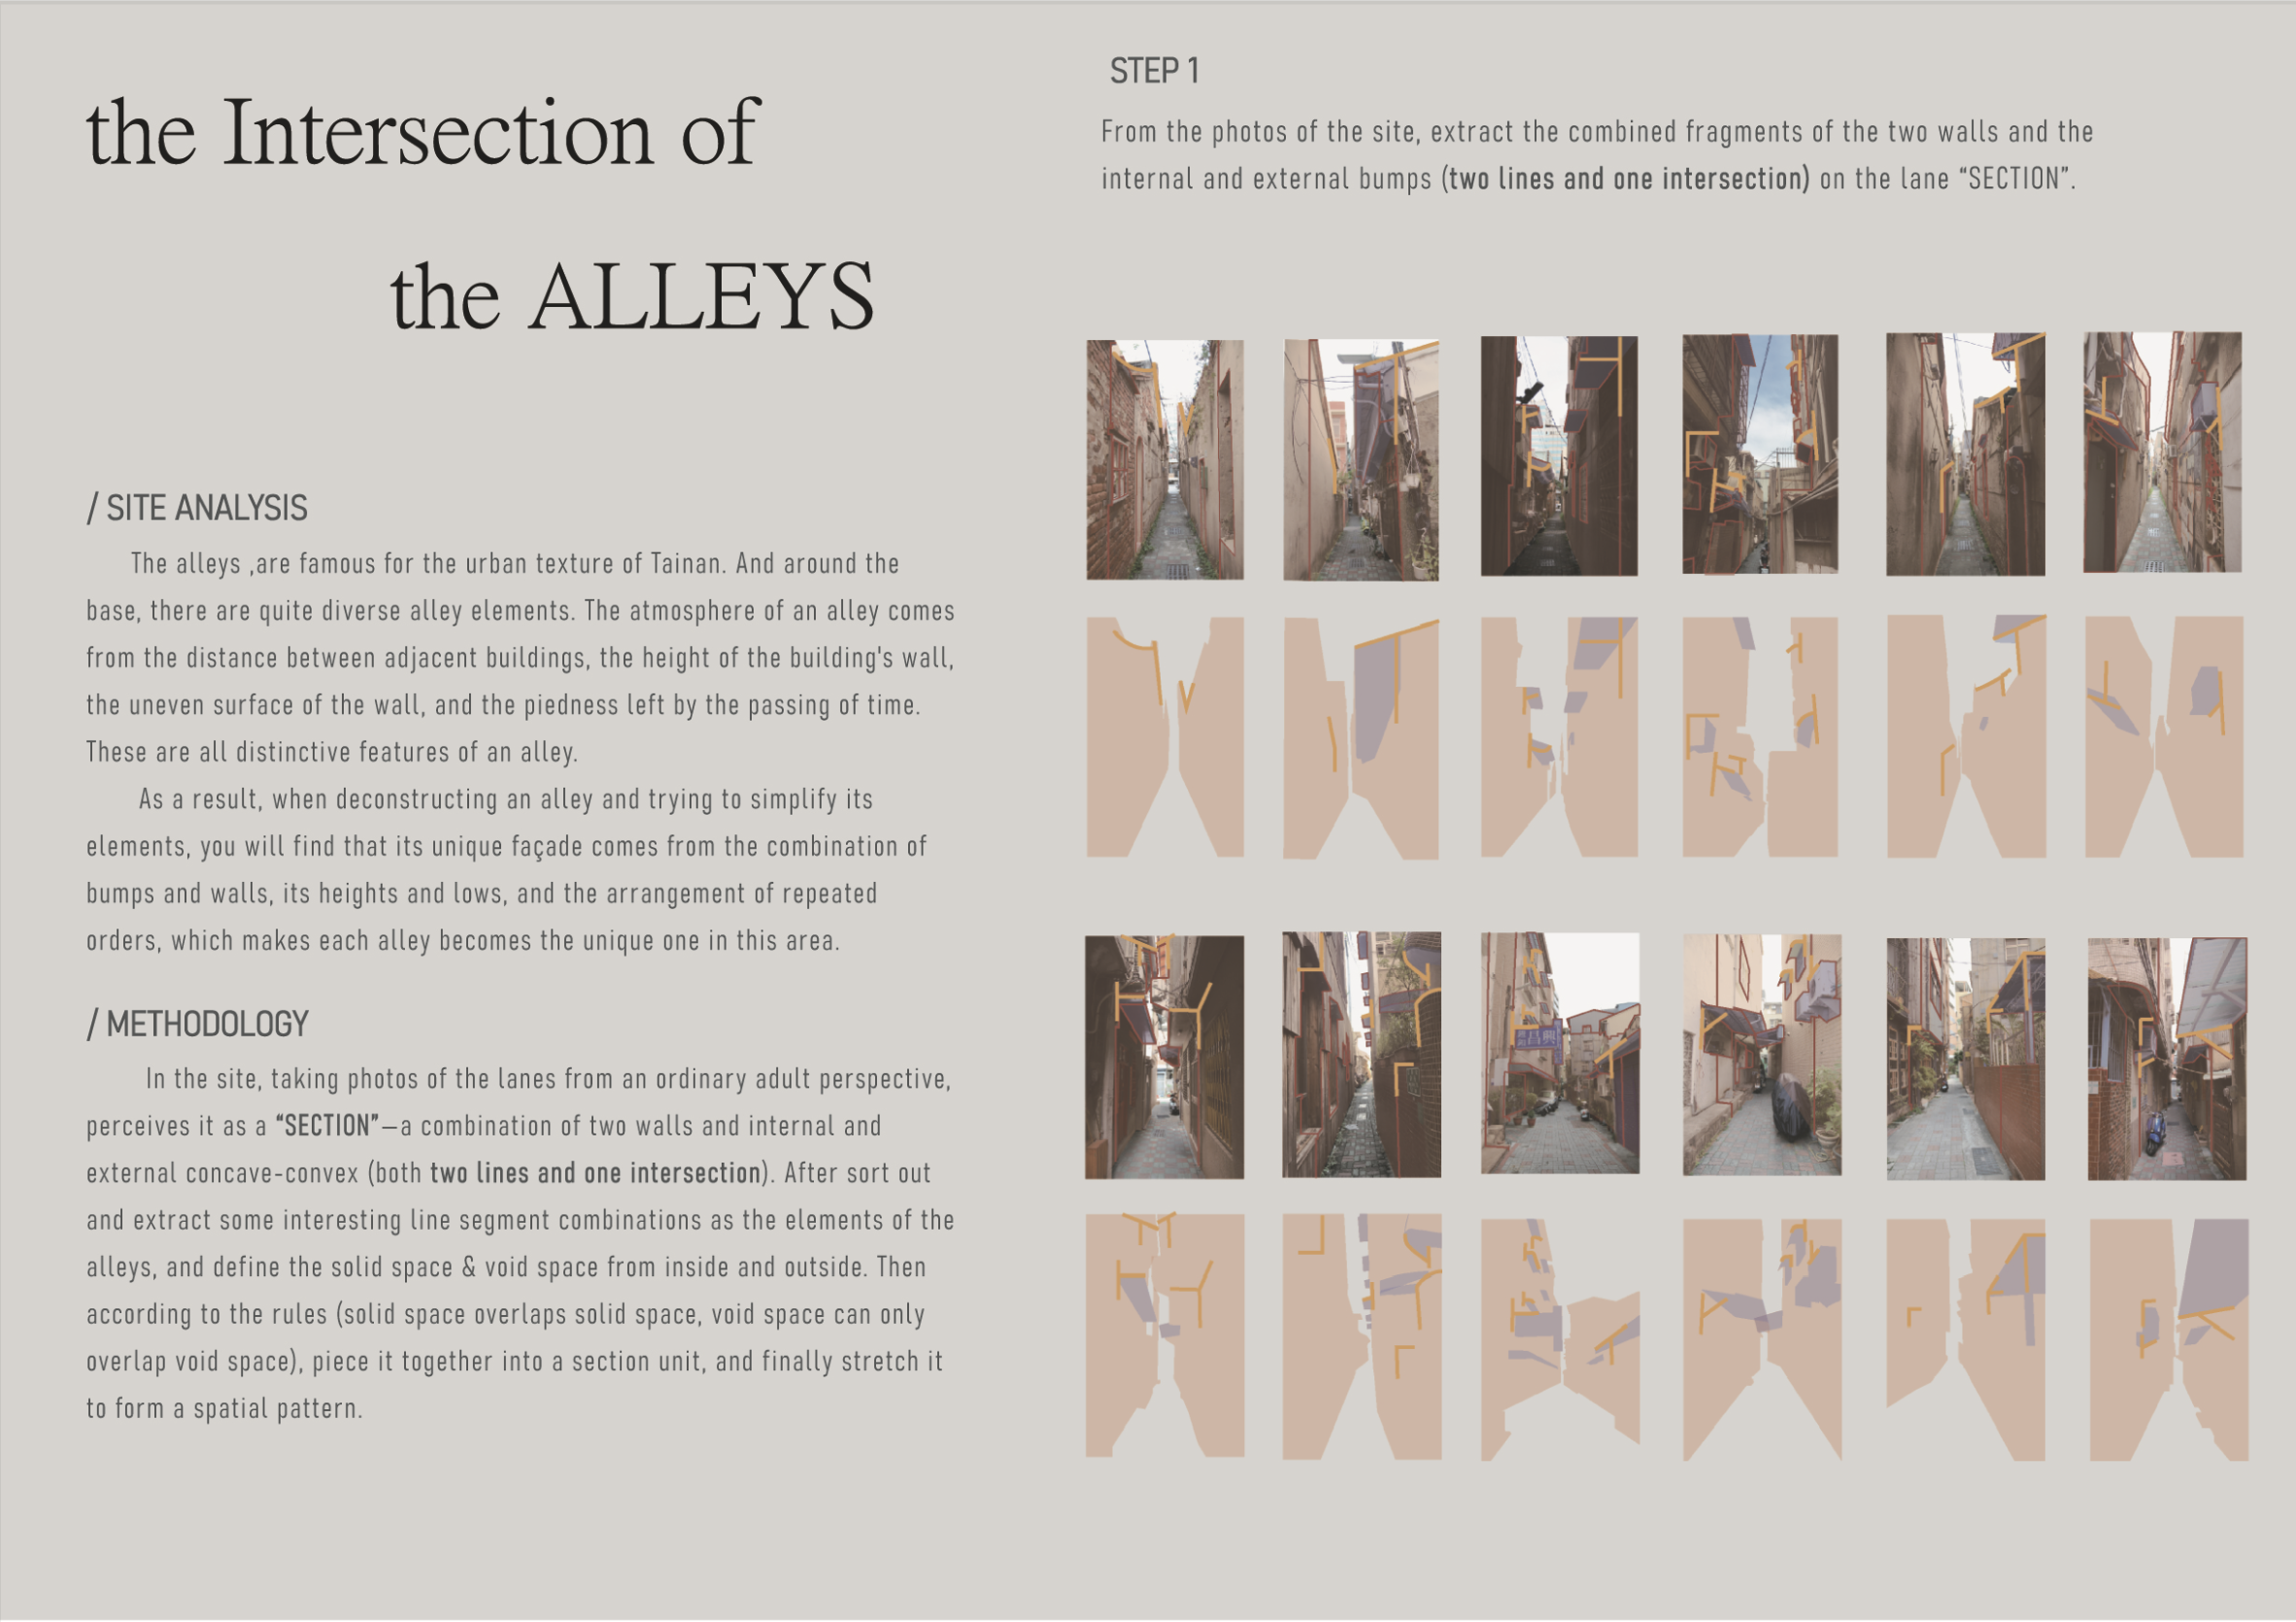 the Intersection of
the ALLEYS
/ SITE ANALYSIS
The alleys ,are famous for the urban texture of Tainan. And around the
base, there are quite diverse alley elements. The atmosphere of an alley comes
from the distance between adjacent buildings, the height of the building's wall,
the uneven surface of the wall, and the piedness left by the passing of time.
These are all distinctive features of an alley.
As a result, when deconstructing an alley and trying to simplify its
elements, you will find that its unique façade comes from the combination of
bumps and walls, its heights and lows, and the arrangement of repeated
orders, which makes each alley becomes the unique one in this area.
/ METHODOLOGY
In the site, taking photos of the lanes from an ordinary adult perspective,
perceives it as a “SECTION”—a combination of two walls and internal and
external concave-convex (both two lines and one intersection). After sort out
and extract some interesting line segment combinations as the elements of the
alleys, and define the solid space & void space from inside and outside. Then
according to the rules (solid space overlaps solid space, void space can only
overlap void space), piece it together into a section unit, and finally stretch it
to form a spatial pattern.
STEP 1
From the photos of the site, extract the combined fragments of the two walls and the
internal and external bumps (two lines and one intersection) on the lane “SECTION”.